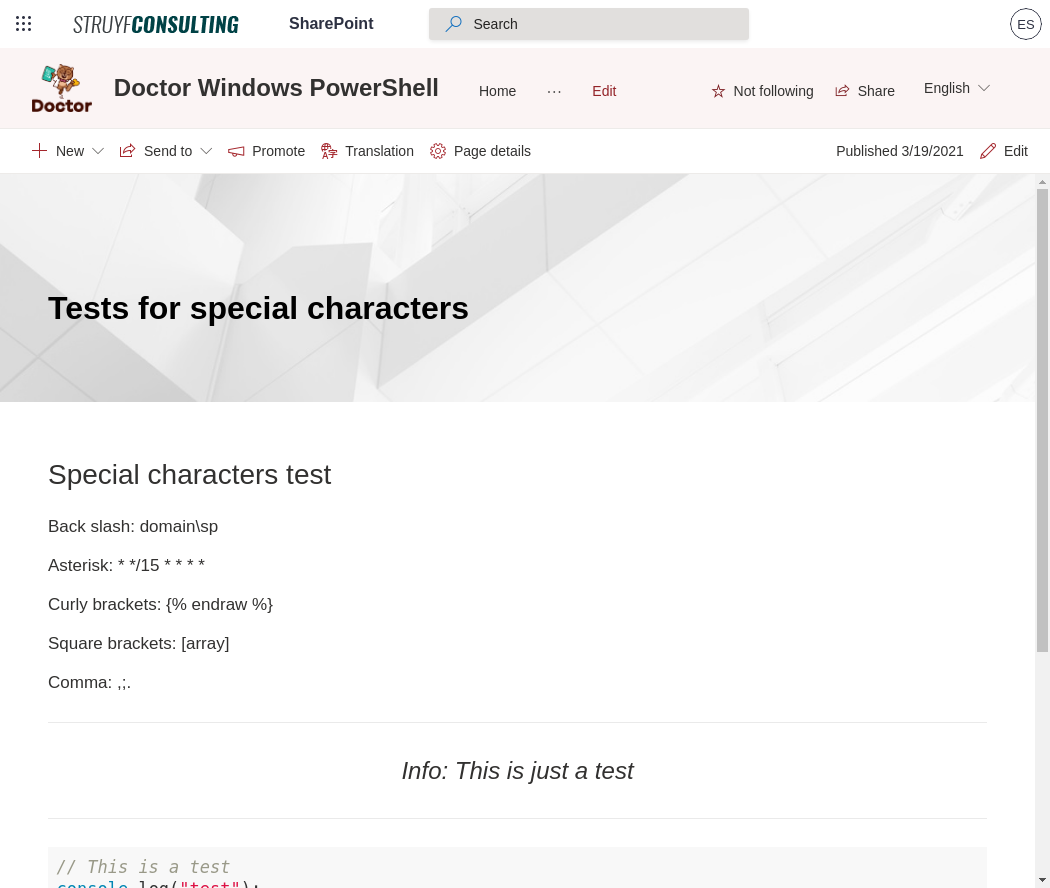 STRUYFCONSULTING SharePoint Search ES
Doctor Doctor Windows PowerShell Home ... Edit Not following Share English
New Send to Promote Translation Page details Published 3/19/2021 Edit
Tests for special characters
Special characters test
Back slash: domain\sp
Asterisk: * */15 * * * *
Curly brackets: {% endraw %}
Square brackets: [array]
Comma: ,;.
Info: This is just a test
// This is a test
console.log("test");